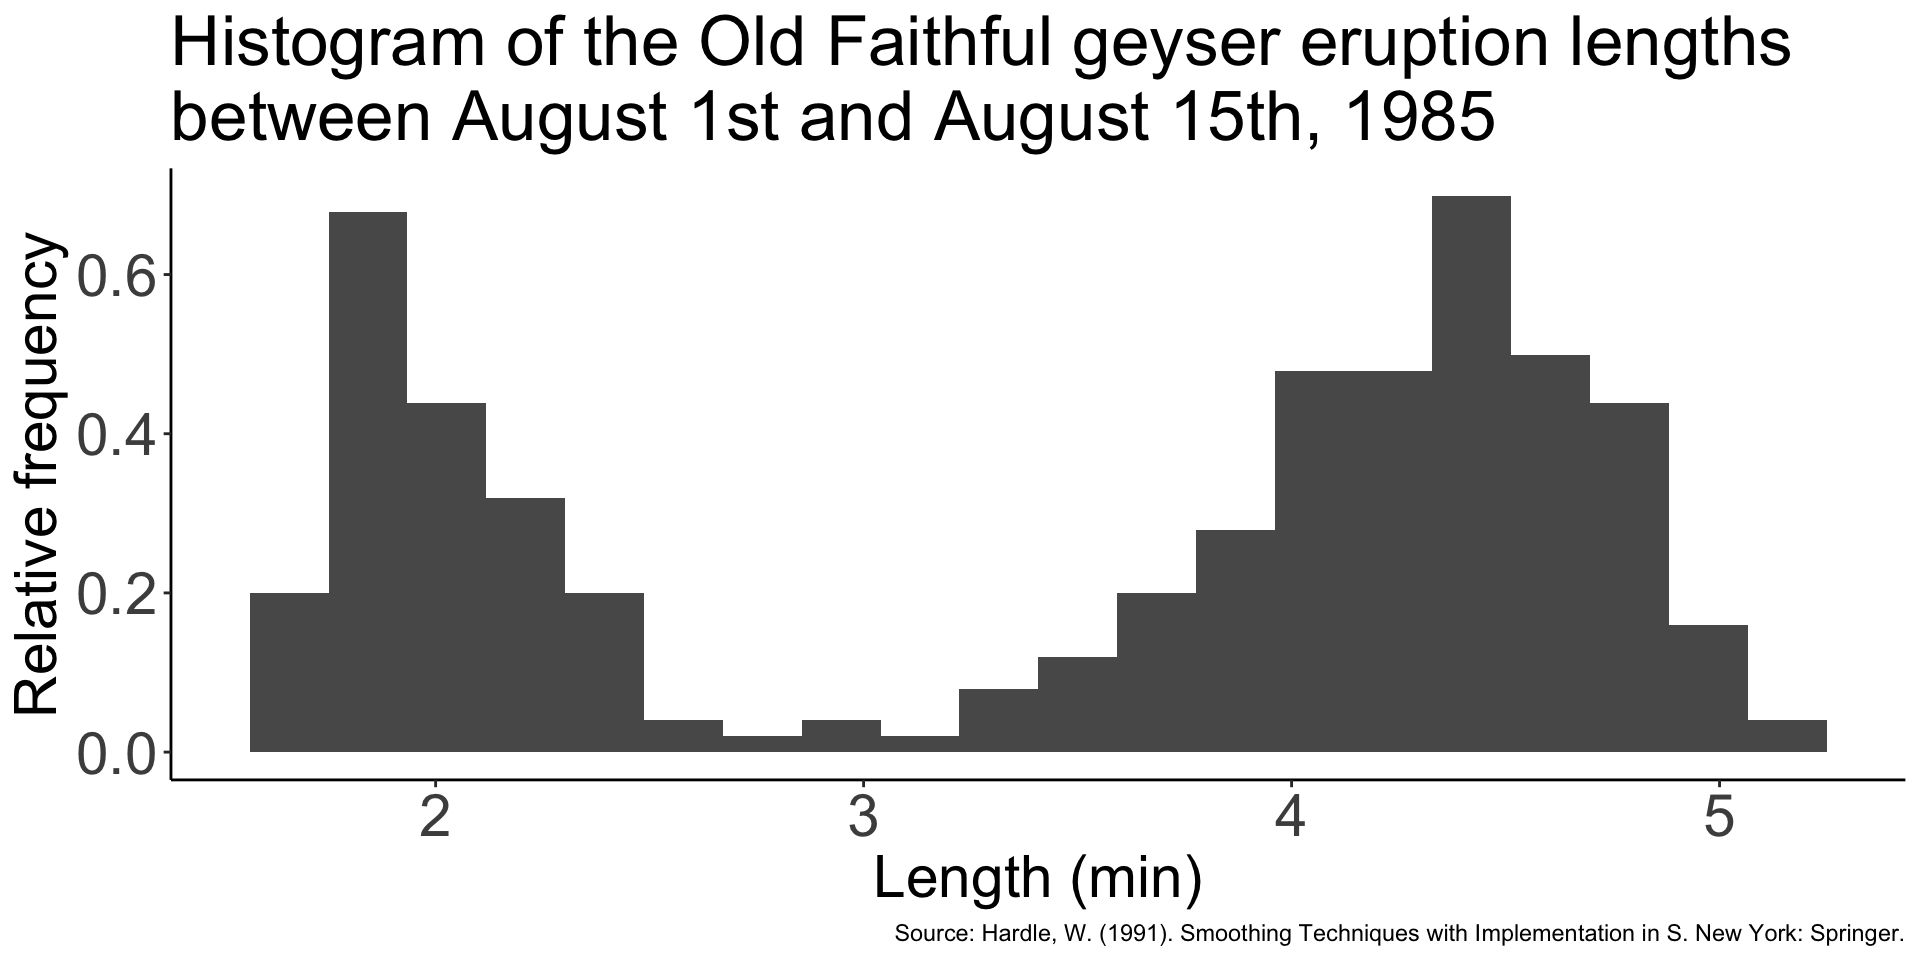 Histogram of the Old Faithful geyser eruption lengths
between August 1st and August 15th, 1985
Relative frequency
0.6
0.4
0.2
0.0
2 3 4 5
Length (min)
Source: Hardle, W. (1991). Smoothing Techniques with Implementation in S. New York: Springer.